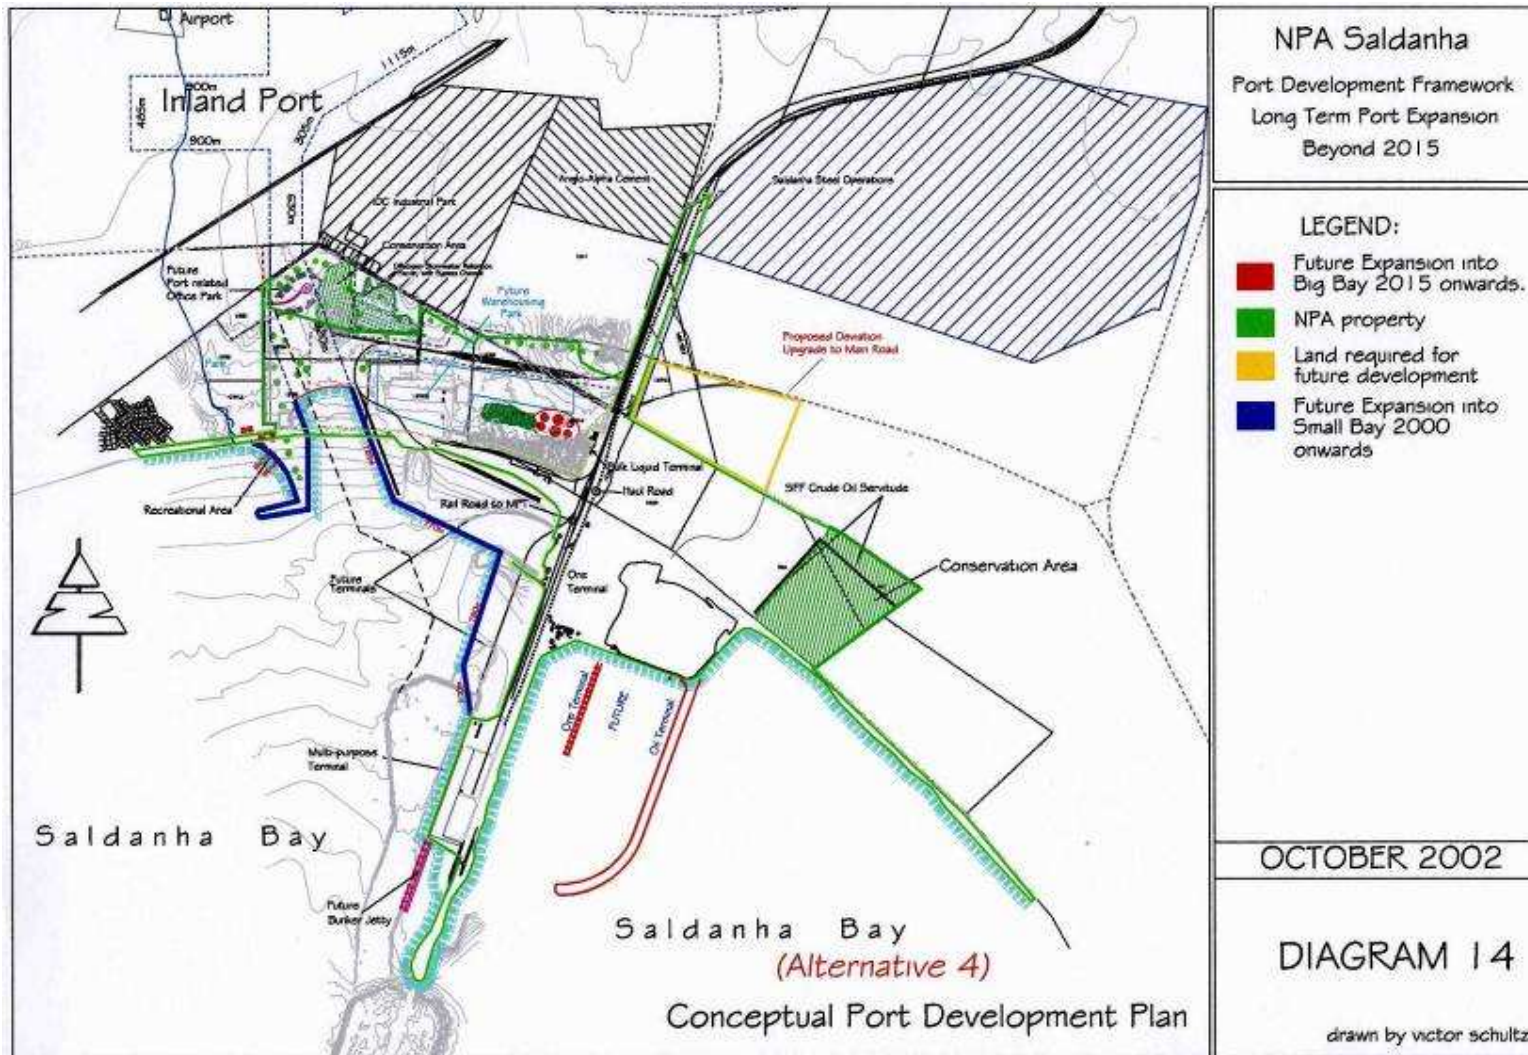 Airport
1115m
900m
Inland Port
485m
305m
900m
Anglo-Alpha Cement
Saldanha Steel Operations
IDC Industrial Park
Conservation Area
Future
Port related
Office Park
Future
Warehousing
Park
Proposed Deviation
Upgrade to Main Road
Bulk Liquid Terminal
Haul Road
SFF Crude Oil Servitude
Rail Road to MPT
Recreational Area
Conservation Area
Ore
Terminal
Future
Terminals
Ore Terminal
FUTURE
Oil Terminal
Multi-purpose
Terminal
Saldanha Bay
Future
Bunker Jetty
Saldanha Bay
(Alternative 4)
Conceptual Port Development Plan
NPA Saldanha
Port Development Framework
Long Term Port Expansion
Beyond 2015
LEGEND:
Future Expansion into
Big Bay 2015 onwards.
NPA property
Land required for
future development
Future Expansion into
Small Bay 2000
onwards
OCTOBER 2002
DIAGRAM 14
drawn by victor schultz